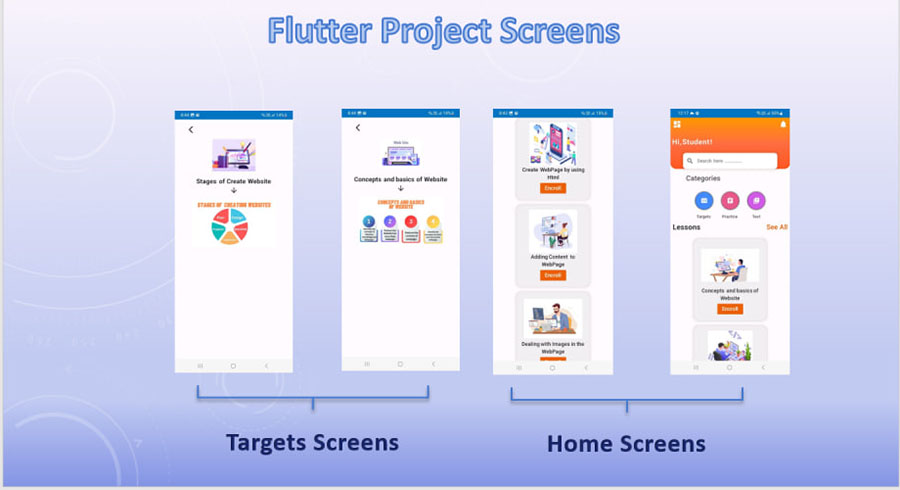 Flutter Project Screens
Stages of Create Website
STAGES OF CREATION WEBSITES
Concepts and basics of Website
CONCEPTS AND BASICS
OF WEBSITE
1
2
3
4
Create WebPage by using
Html
Enroll
Adding Content to
WebPage
Enroll
Dealing with Images in the
WebPage
12:17
Hi,Student!
Search here ............
Categories
Targets
Practice
Test
Lessons
See All
Concepts and basics of
Website
Enroll
Targets Screens
Home Screens